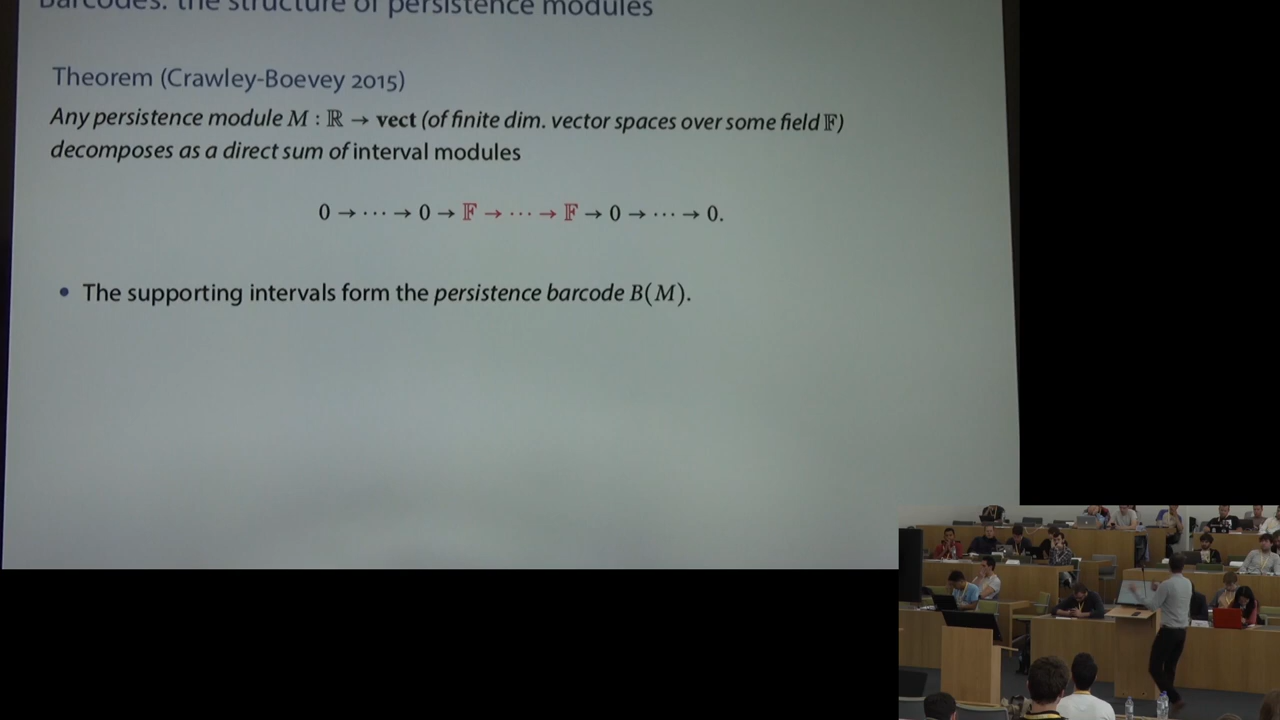 Barcodes: the structure of persistence modules
Theorem (Crawley-Boevey 2015)
Any persistence module M : ℝ → vect (of finite dim. vector spaces over some field 𝔽)
decomposes as a direct sum of interval modules
0 → ⋯ → 0 → 𝔽 → ⋯ → 𝔽 → 0 → ⋯ → 0.
• The supporting intervals form the persistence barcode B(M).